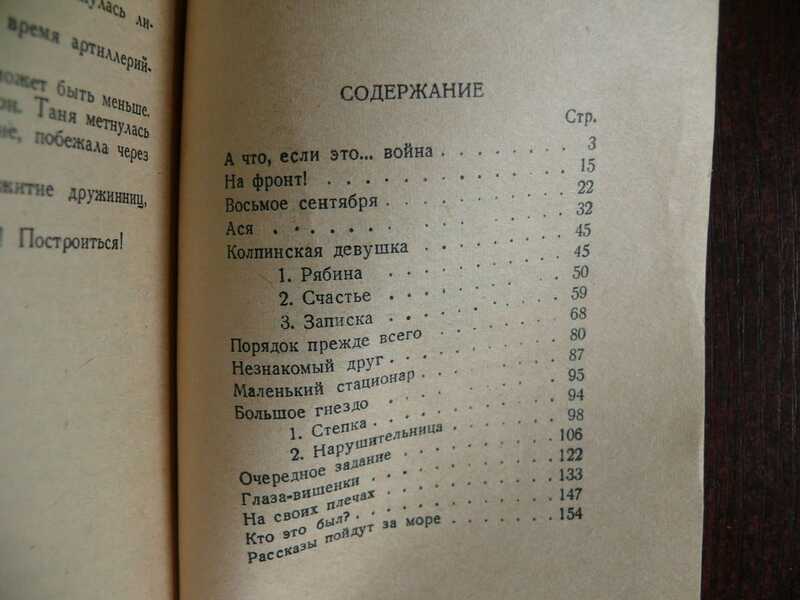 нулась ли-
время артиллерий-
может быть меньше.
Таня метнулась
побежала через
житие дружинниц,
! Построиться!
СОДЕРЖАНИЕ
Стр.
А что, если это... война . . . . . . . . 3
На фронт! . . . . . . . . 15
Восьмое сентября . . . . . . . . 22
Ася . . . . . . . . 32
Колпинская девушка . . . . . . . . 45
1. Рябина . . . . . . . . 45
2. Счастье . . . . . . . . 50
3. Записка . . . . . . . . 59
Порядок прежде всего . . . . . . . . 68
Незнакомый друг . . . . . . . . 80
Маленький стационар . . . . . . . . 87
Большое гнездо . . . . . . . . 95
1. Степка . . . . . . . . 94
2. Нарушительница . . . . . . . . 98
Очередное задание . . . . . . . . 106
Глаза-вишенки . . . . . . . . 122
На своих плечах . . . . . . . . 133
Кто это был? . . . . . . . . 147
Рассказы пойдут за море . . . . . . . . 154